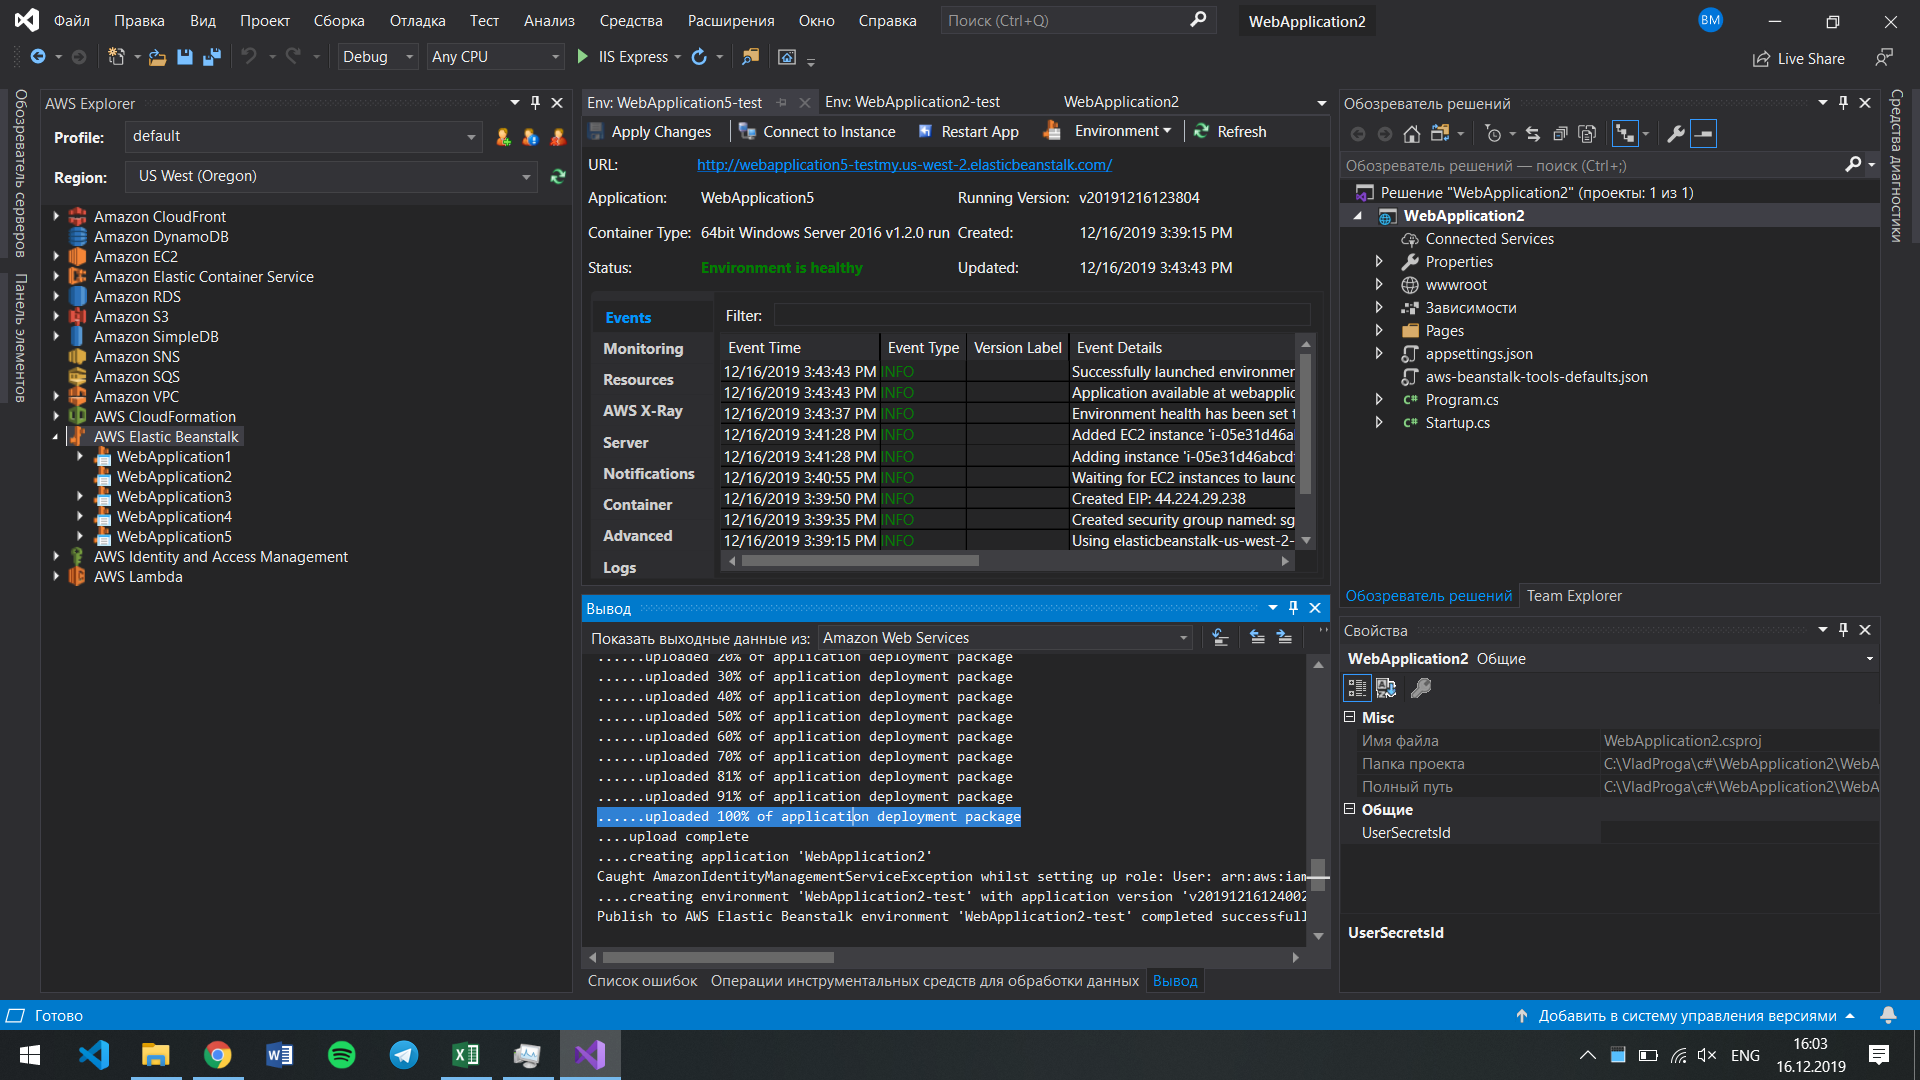 Файл Правка Вид Проект Сборка Отладка Тест Анализ Средства Расширения Окно Справка Поиск (Ctrl+Q) WebApplication2 BM
Debug Any CPU IIS Express Live Share
Обозреватель серверов
Панель элементов
AWS Explorer
Profile: default
Region: US West (Oregon)
Amazon CloudFront
Amazon DynamoDB
Amazon EC2
Amazon Elastic Container Service
Amazon RDS
Amazon S3
Amazon SimpleDB
Amazon SNS
Amazon SQS
Amazon VPC
AWS CloudFormation
AWS Elastic Beanstalk
WebApplication1
WebApplication2
WebApplication3
WebApplication4
WebApplication5
AWS Identity and Access Management
AWS Lambda
Env: WebApplication5-test Env: WebApplication2-test WebApplication2
Apply Changes Connect to Instance Restart App Environment Refresh
URL: http://webapplication5-testmy.us-west-2.elasticbeanstalk.com/
Application: WebApplication5 Running Version: v20191216123804
Container Type: 64bit Windows Server 2016 v1.2.0 run Created: 12/16/2019 3:39:15 PM
Status: Environment is healthy Updated: 12/16/2019 3:43:43 PM
Events
Monitoring
Resources
AWS X-Ray
Server
Notifications
Container
Advanced
Logs
Filter:
Event Time Event Type Version Label Event Details
12/16/2019 3:43:43 PM INFO Successfully launched environmer
12/16/2019 3:43:43 PM INFO Application available at webapplic
12/16/2019 3:43:37 PM INFO Environment health has been set t
12/16/2019 3:41:28 PM INFO Added EC2 instance 'i-05e31d46a
12/16/2019 3:41:28 PM INFO Adding instance 'i-05e31d46abcd
12/16/2019 3:40:55 PM INFO Waiting for EC2 instances to launc
12/16/2019 3:39:50 PM INFO Created EIP: 44.224.29.238
12/16/2019 3:39:35 PM INFO Created security group named: sg
12/16/2019 3:39:15 PM INFO Using elasticbeanstalk-us-west-2-
Вывод
Показать выходные данные из: Amazon Web Services
......uploaded 20% of application deployment package
......uploaded 30% of application deployment package
......uploaded 40% of application deployment package
......uploaded 50% of application deployment package
......uploaded 60% of application deployment package
......uploaded 70% of application deployment package
......uploaded 81% of application deployment package
......uploaded 91% of application deployment package
......uploaded 100% of application deployment package
....upload complete
....creating application 'WebApplication2'
Caught AmazonIdentityManagementServiceException whilst setting up role: User: arn:aws:iam
....creating environment 'WebApplication2-test' with application version 'v20191216124002
Publish to AWS Elastic Beanstalk environment 'WebApplication2-test' completed successfull
Список ошибок Операции инструментальных средств для обработки данных Вывод
Обозреватель решений
Обозреватель решений — поиск (Ctrl+;)
Решение "WebApplication2" (проекты: 1 из 1)
WebApplication2
Connected Services
Properties
wwwroot
Зависимости
Pages
appsettings.json
aws-beanstalk-tools-defaults.json
C# Program.cs
C# Startup.cs
Обозреватель решений Team Explorer
Свойства
WebApplication2 Общие
Misc
Имя файла WebApplication2.csproj
Папка проекта C:\VladProga\c#\WebApplication2\WebA
Полный путь C:\VladProga\c#\WebApplication2\WebA
Общие
UserSecretsId
UserSecretsId
Средства диагностики
Готово Добавить в систему управления версиями
ENG 16:03
16.12.2019